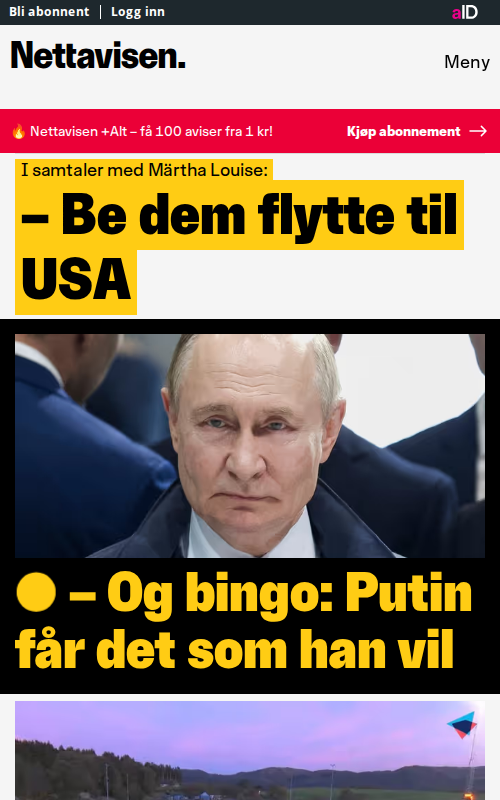 Bli abonnent
Logg inn
aID
Nettavisen.
Meny
🔥 Nettavisen +Alt – få 100 aviser fra 1 kr!
Kjøp abonnement →
I samtaler med Märtha Louise:
– Be dem flytte til
USA
– Og bingo: Putin
får det som han vil